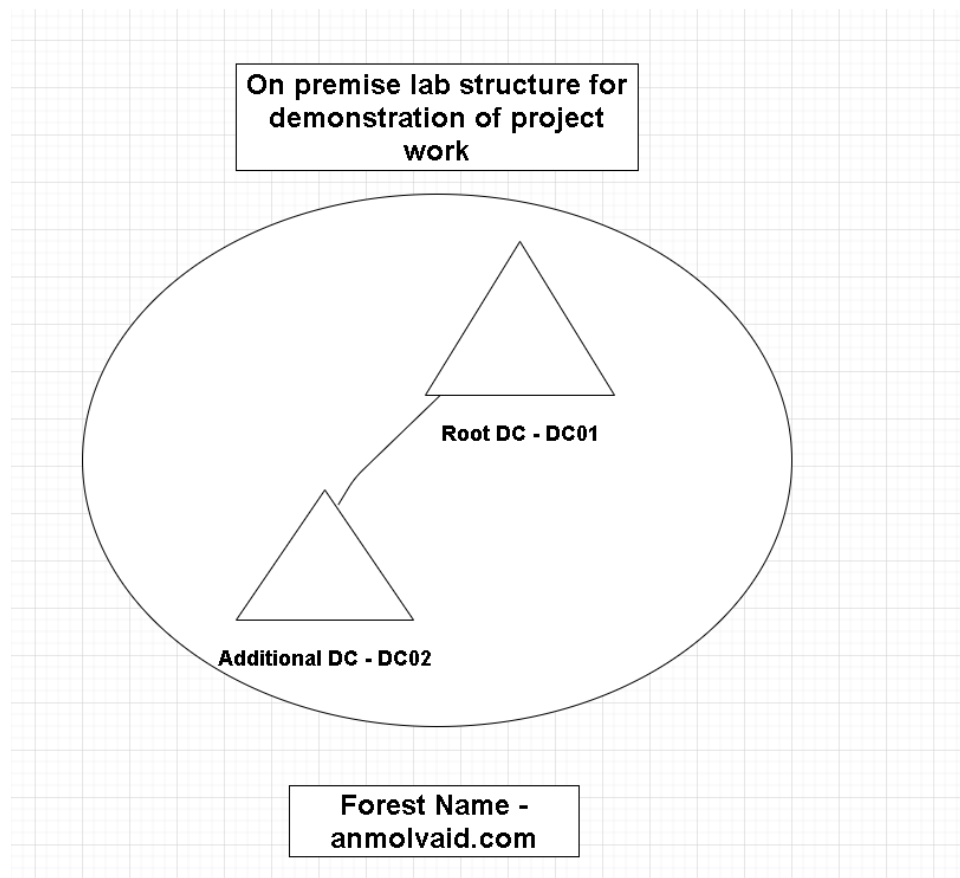 On premise lab structure for
demonstration of project
work
Root DC - DC01
Additional DC - DC02
Forest Name -
anmolvaid.com